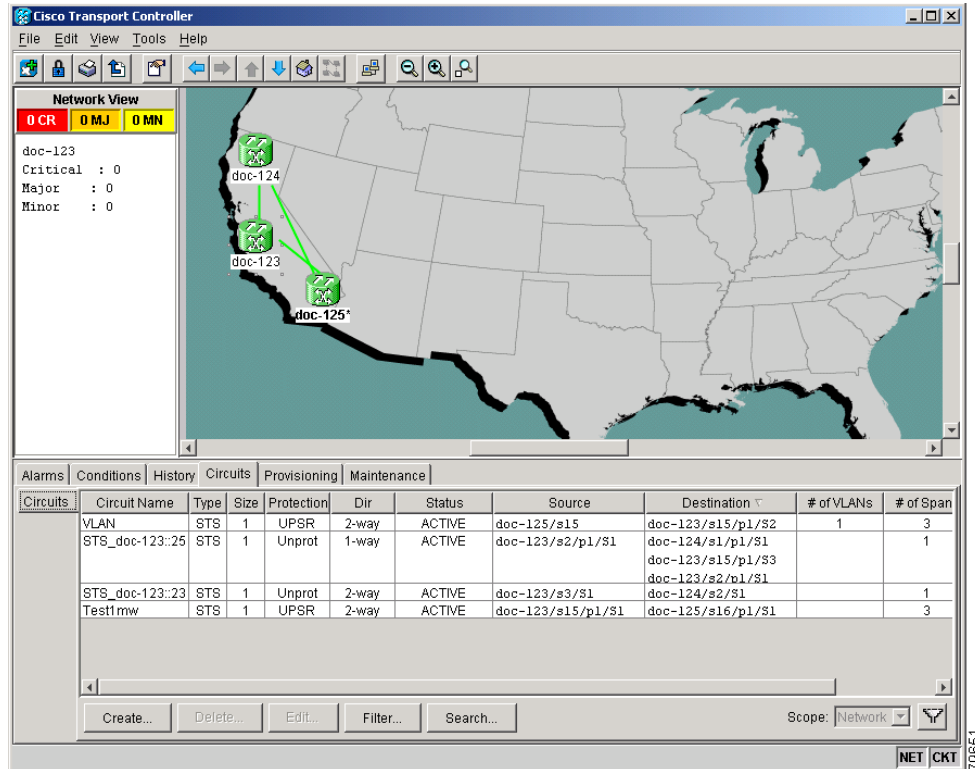 Cisco Transport Controller
File Edit View Tools Help
Network View
0 CR 0 MJ 0 MN
doc-123
Critical : 0
Major : 0
Minor : 0
doc-124
doc-123
doc-125*
Alarms Conditions History Circuits Provisioning Maintenance
Circuits
Circuit Name Type Size Protection Dir Status Source Destination # of VLANs # of Span
VLAN STS 1 UPSR 2-way ACTIVE doc-125/s15 doc-123/s15/p1/S2 1 3
STS_doc-123::25 STS 1 Unprot 1-way ACTIVE doc-123/s2/p1/S1 doc-124/s1/p1/S1 1
doc-123/s15/p1/S3
doc-123/s2/p1/S1
STS_doc-123::23 STS 1 Unprot 2-way ACTIVE doc-123/s3/S1 doc-124/s2/S1 1
Test1mw STS 1 UPSR 2-way ACTIVE doc-123/s15/p1/S1 doc-125/s16/p1/S1 3
Create... Delete... Edit... Filter... Search... Scope: Network
NET CKT